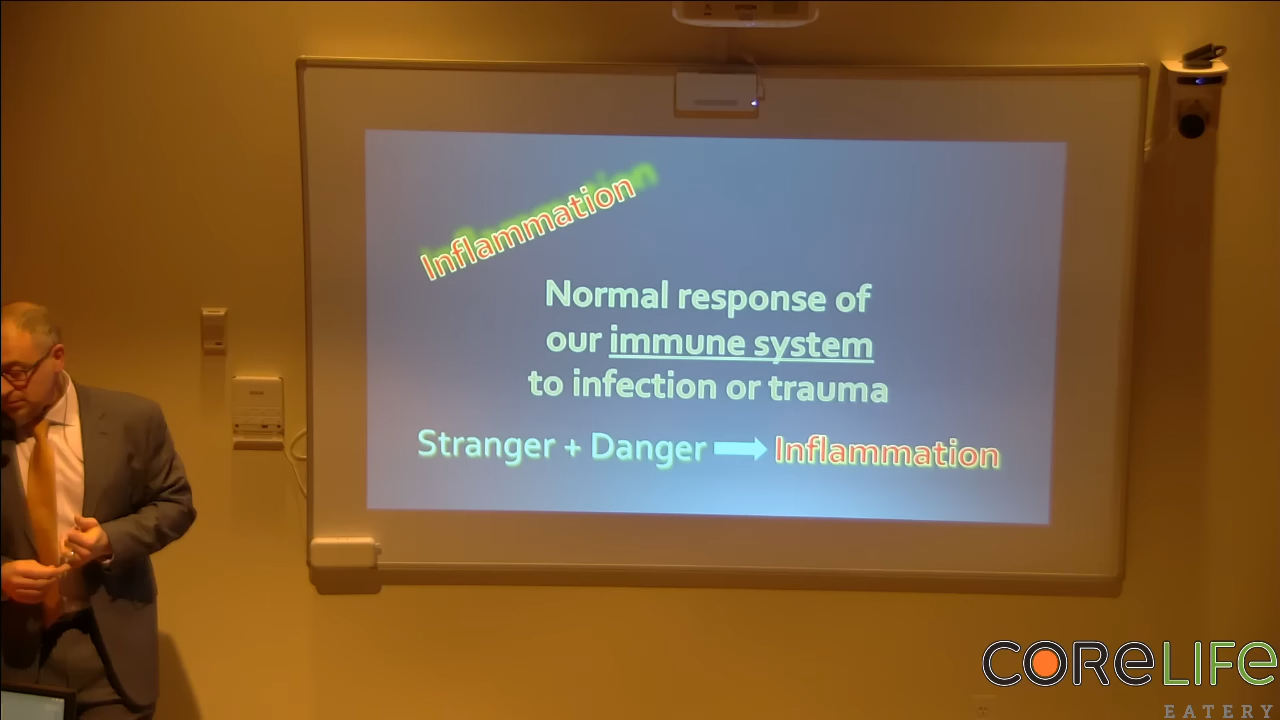 Inflammation
Normal response of
our immune system
to infection or trauma
Stranger + Danger ➡ Inflammation
CORELIFE
EATERY